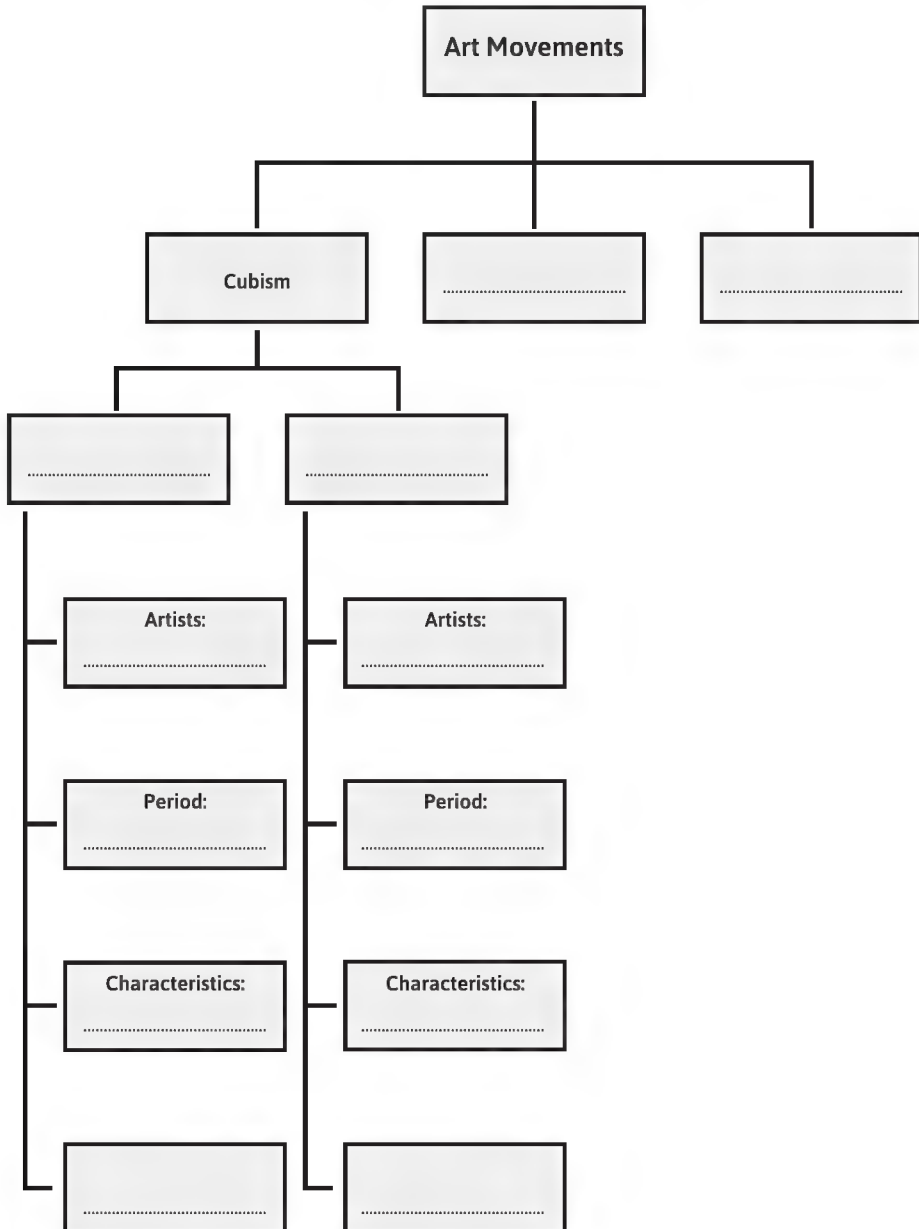 Art Movements
Cubism
Artists:
Artists:
Period:
Period:
Characteristics:
Characteristics: